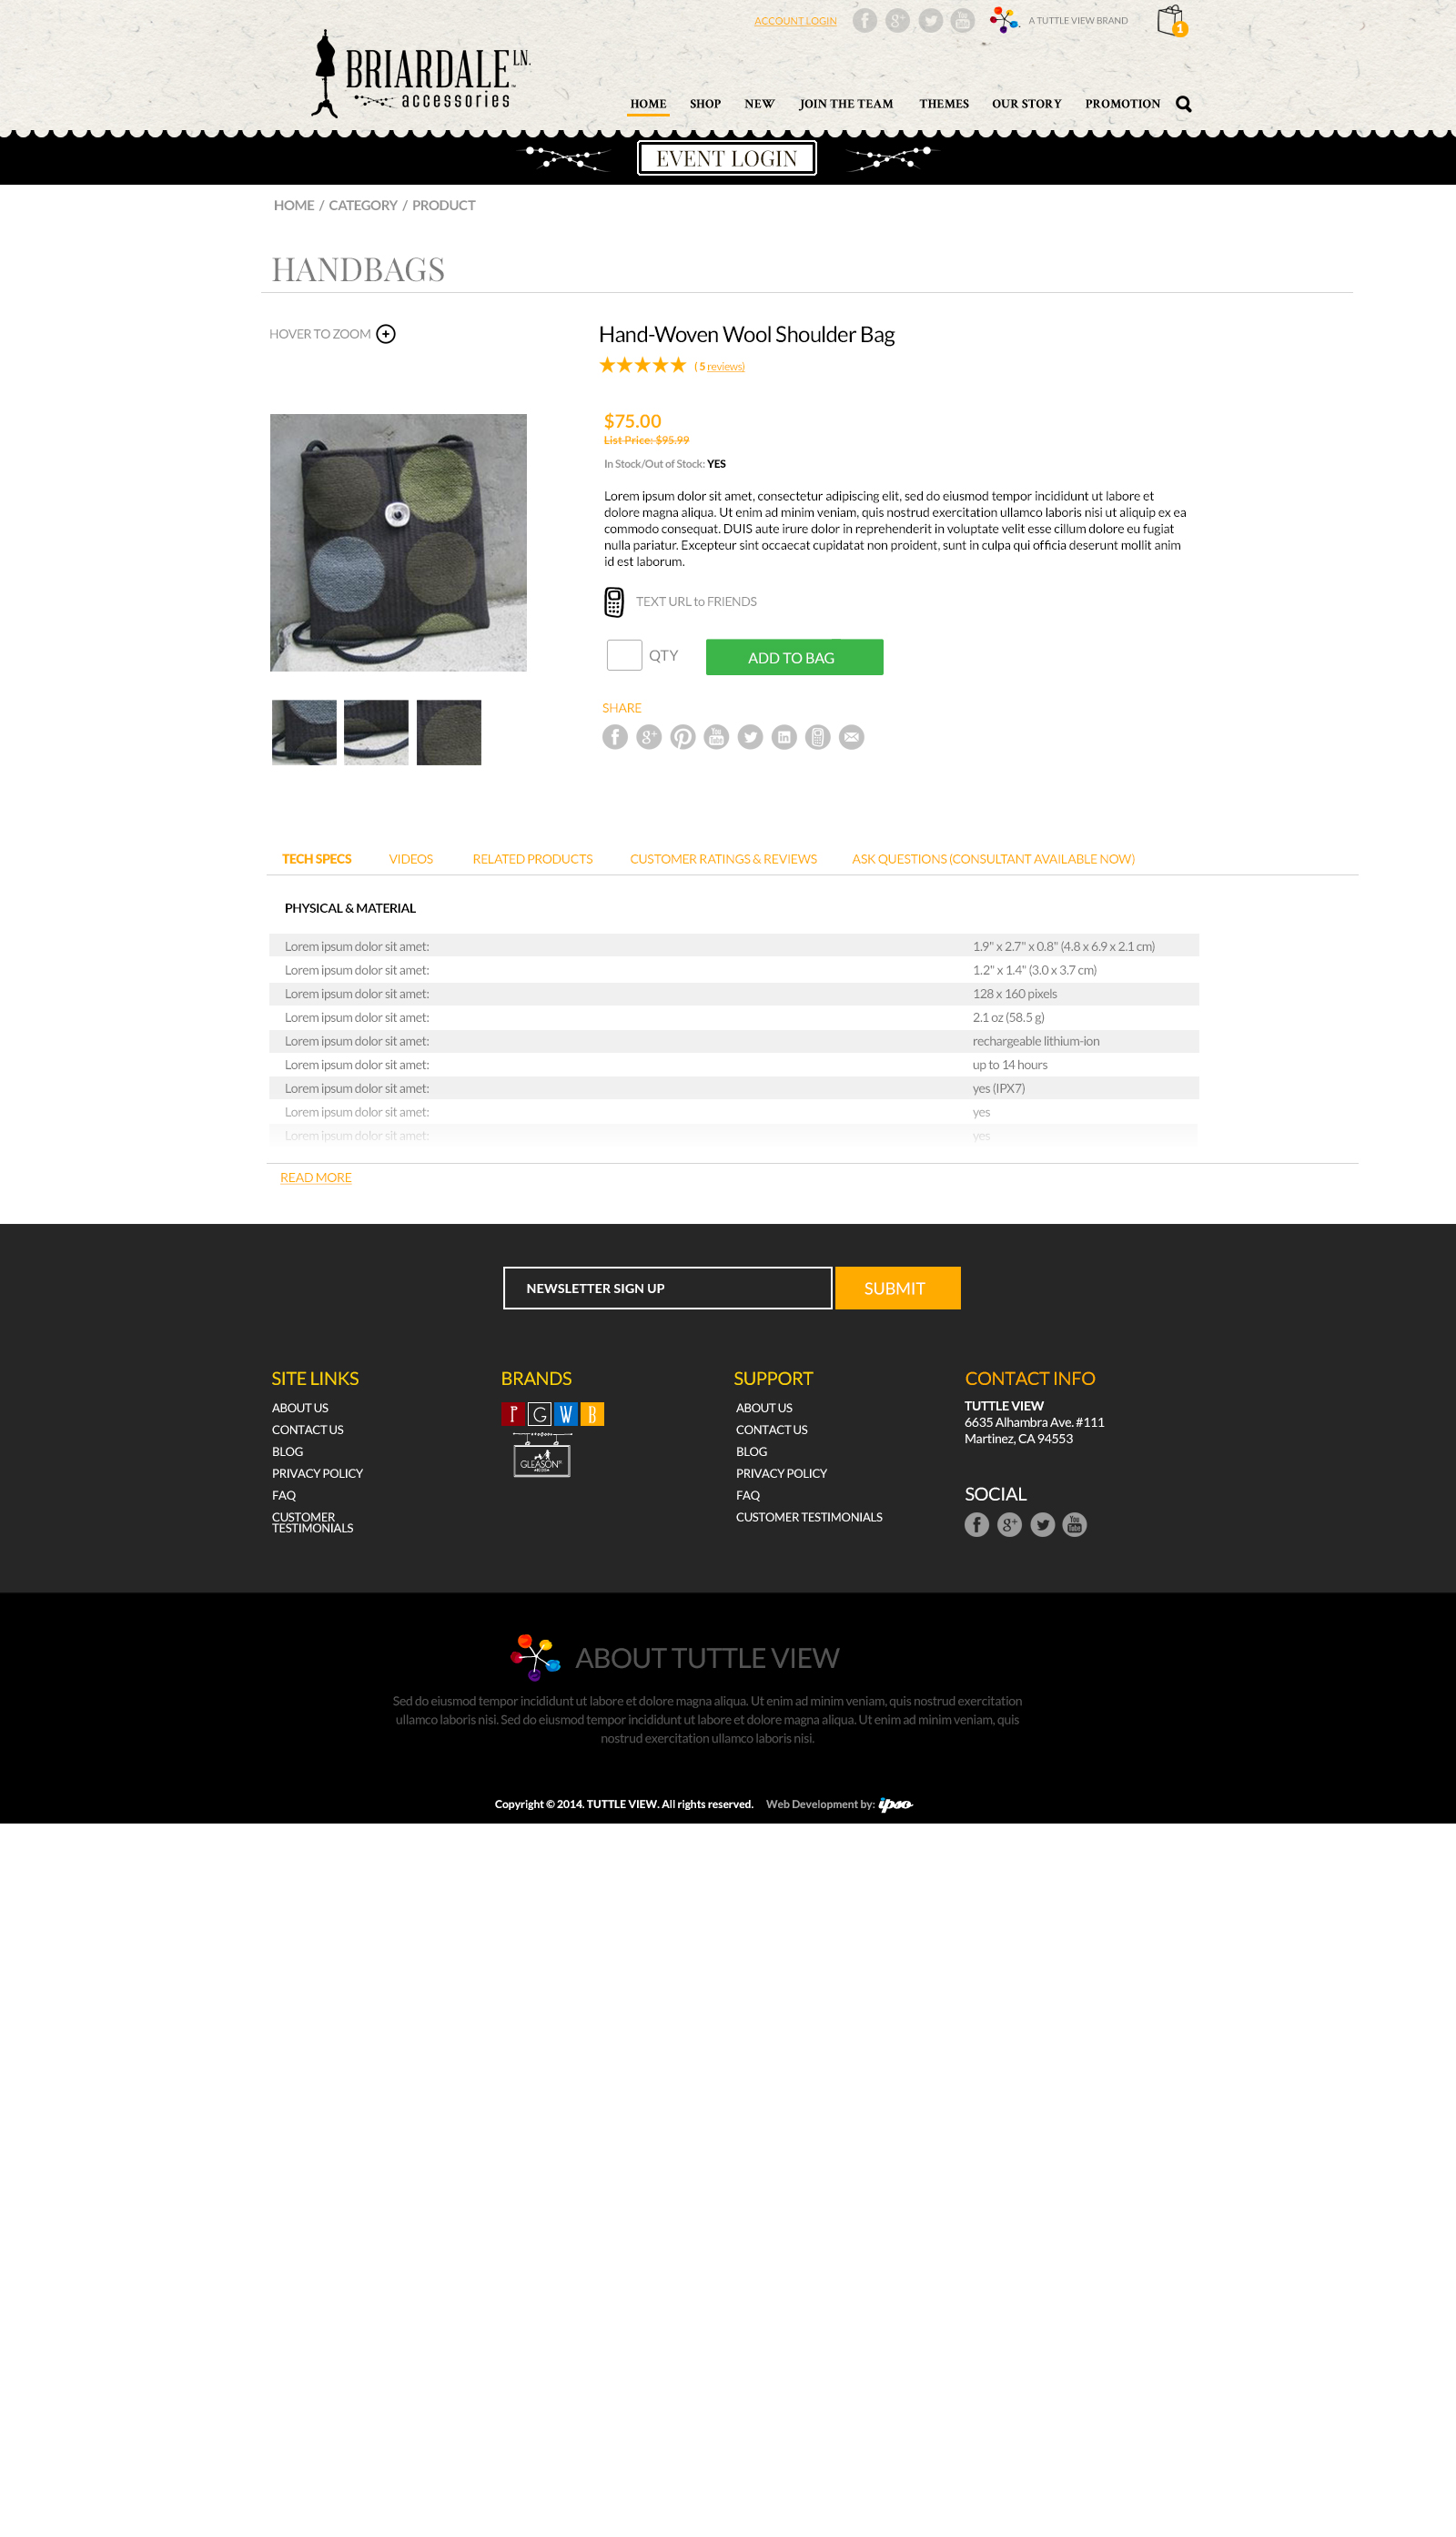 ACCOUNT LOGIN
A TUTTLE VIEW BRAND
1
BRIARDALE LN.
accessories
HOME SHOP NEW JOIN THE TEAM THEMES OUR STORY PROMOTION
EVENT LOGIN
HOME / CATEGORY / PRODUCT
HANDBAGS
HOVER TO ZOOM
Hand-Woven Wool Shoulder Bag
( 5 reviews)
$75.00
List Price: $95.99
In Stock/Out of Stock: YES
Lorem ipsum dolor sit amet, consectetur adipiscing elit, sed do eiusmod tempor incididunt ut labore et
dolore magna aliqua. Ut enim ad minim veniam, quis nostrud exercitation ullamco laboris nisi ut aliquip ex ea
commodo consequat. DUIS aute irure dolor in reprehenderit in voluptate velit esse cillum dolore eu fugiat
nulla pariatur. Excepteur sint occaecat cupidatat non proident, sunt in culpa qui officia deserunt mollit anim
id est laborum.
TEXT URL to FRIENDS
QTY
ADD TO BAG
SHARE
TECH SPECS VIDEOS RELATED PRODUCTS CUSTOMER RATINGS & REVIEWS ASK QUESTIONS (CONSULTANT AVAILABLE NOW)
PHYSICAL & MATERIAL
Lorem ipsum dolor sit amet: 1.9" x 2.7" x 0.8" (4.8 x 6.9 x 2.1 cm)
Lorem ipsum dolor sit amet: 1.2" x 1.4" (3.0 x 3.7 cm)
Lorem ipsum dolor sit amet: 128 x 160 pixels
Lorem ipsum dolor sit amet: 2.1 oz (58.5 g)
Lorem ipsum dolor sit amet: rechargeable lithium-ion
Lorem ipsum dolor sit amet: up to 14 hours
Lorem ipsum dolor sit amet: yes (IPX7)
Lorem ipsum dolor sit amet: yes
Lorem ipsum dolor sit amet: yes
READ MORE
NEWSLETTER SIGN UP
SUBMIT
SITE LINKS
ABOUT US
CONTACT US
BLOG
PRIVACY POLICY
FAQ
CUSTOMER
TESTIMONIALS
BRANDS
P G W B
GLEASON
SUPPORT
ABOUT US
CONTACT US
BLOG
PRIVACY POLICY
FAQ
CUSTOMER TESTIMONIALS
CONTACT INFO
TUTTLE VIEW
6635 Alhambra Ave. #111
Martinez, CA 94553
SOCIAL
ABOUT TUTTLE VIEW
Sed do eiusmod tempor incididunt ut labore et dolore magna aliqua. Ut enim ad minim veniam, quis nostrud exercitation
ullamco laboris nisi. Sed do eiusmod tempor incididunt ut labore et dolore magna aliqua. Ut enim ad minim veniam, quis
nostrud exercitation ullamco laboris nisi.
Copyright © 2014. TUTTLE VIEW. All rights reserved. Web Development by: